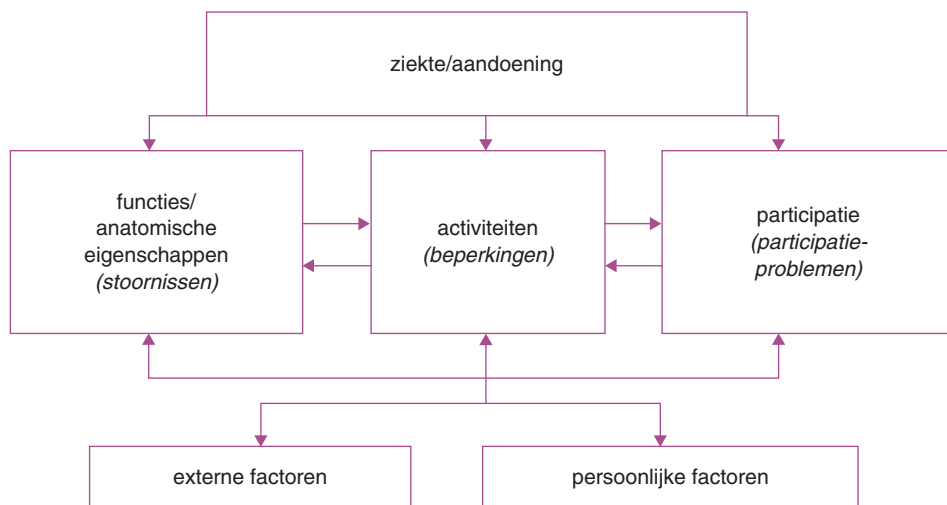 ziekte/aandoening
functies/
anatomische
eigenschappen
(stoornissen)
activiteiten
(beperkingen)
participatie
(participatie-
problemen)
externe factoren
persoonlijke factoren